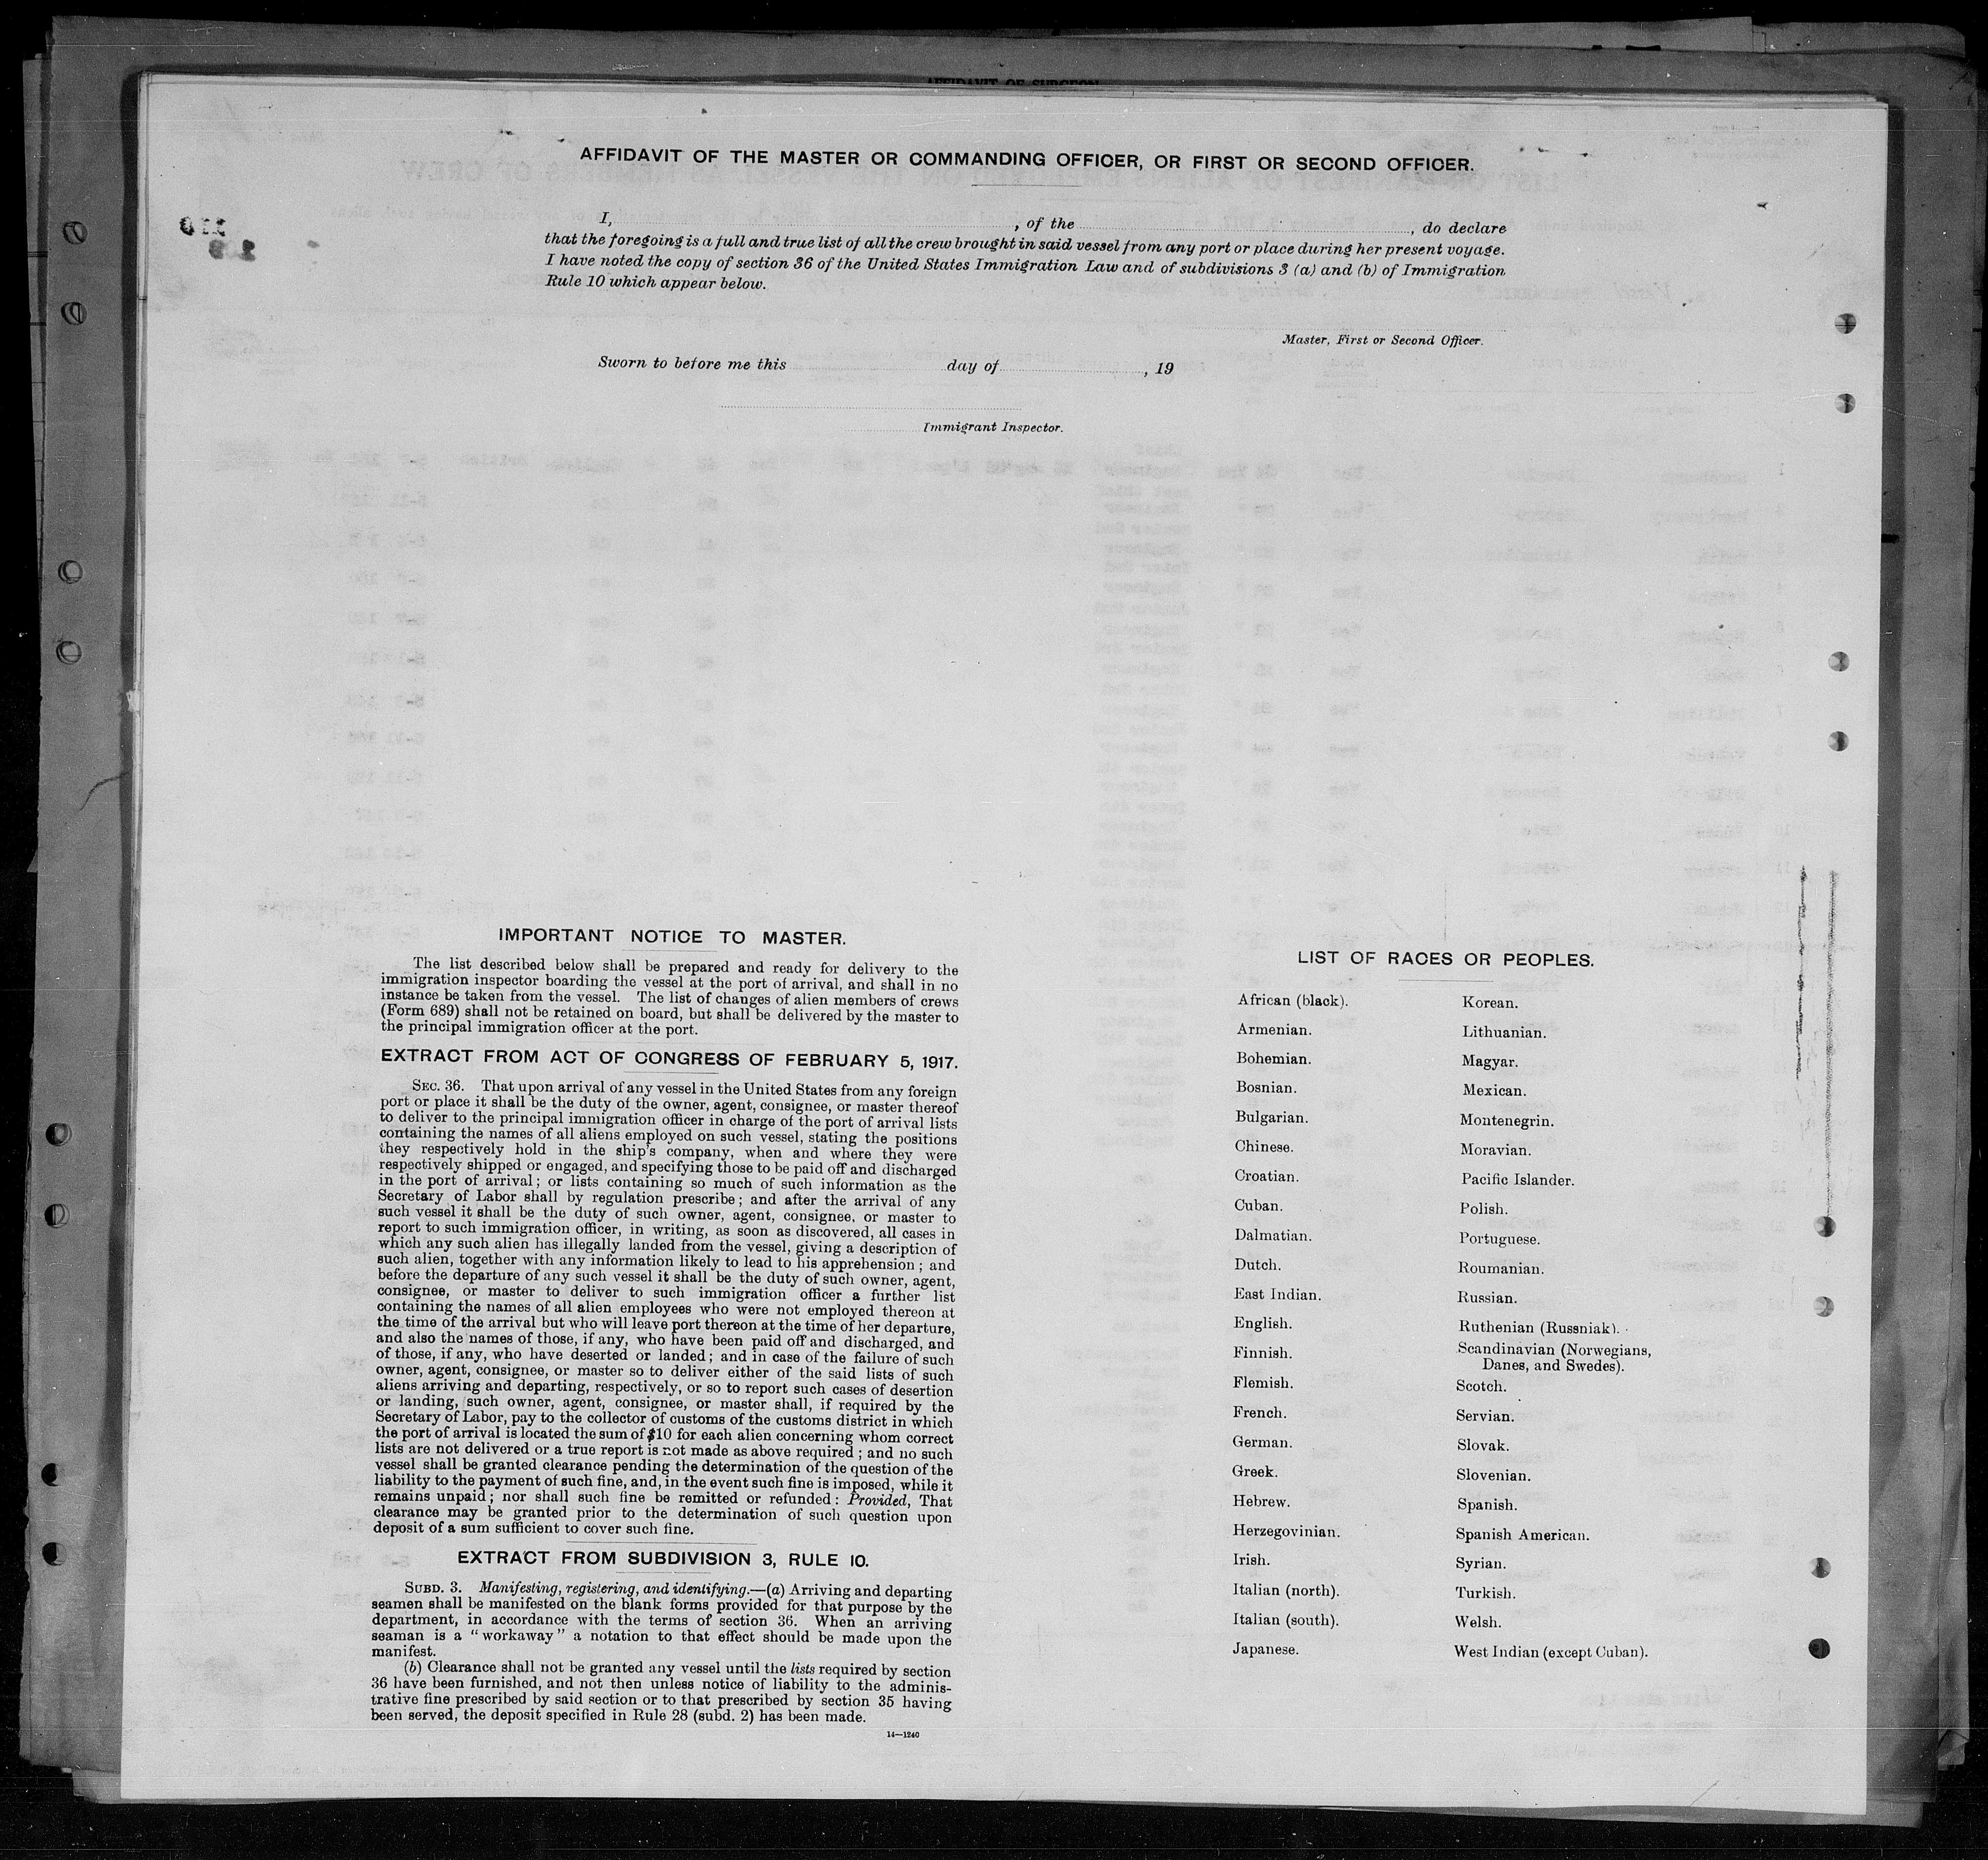 AFFIDAVIT OF SURGEON
AFFIDAVIT OF THE MASTER OR COMMANDING OFFICER, OR FIRST OR SECOND OFFICER.
I, , of the , do declare
that the foregoing is a full and true list of all the crew brought in said vessel from any port or place during her present voyage.
I have noted the copy of section 36 of the United States Immigration Law and of subdivisions 3 (a) and (b) of Immigration
Rule 10 which appear below.
Master, First or Second Officer.
Sworn to before me this day of , 19
Immigrant Inspector.
IMPORTANT NOTICE TO MASTER.
The list described below shall be prepared and ready for delivery to the
immigration inspector boarding the vessel at the port of arrival, and shall in no
instance be taken from the vessel. The list of changes of alien members of crews
(Form 689) shall not be retained on board, but shall be delivered by the master to
the principal immigration officer at the port.
EXTRACT FROM ACT OF CONGRESS OF FEBRUARY 5, 1917.
SEC. 36. That upon arrival of any vessel in the United States from any foreign
port or place it shall be the duty of the owner, agent, consignee, or master thereof
to deliver to the principal immigration officer in charge of the port of arrival lists
containing the names of all aliens employed on such vessel, stating the positions
they respectively hold in the ship's company, when and where they were
respectively shipped or engaged, and specifying those to be paid off and discharged
in the port of arrival; or lists containing so much of such information as the
Secretary of Labor shall by regulation prescribe; and after the arrival of any
such vessel it shall be the duty of such owner, agent, consignee, or master to
report to such immigration officer, in writing, as soon as discovered, all cases in
which any such alien has illegally landed from the vessel, giving a description of
such alien, together with any information likely to lead to his apprehension; and
before the departure of any such vessel it shall be the duty of such owner, agent,
consignee, or master to deliver to such immigration officer a further list
containing the names of all alien employees who were not employed thereon at
the time of the arrival but who will leave port thereon at the time of her departure,
and also the names of those, if any, who have been paid off and discharged, and
of those, if any, who have deserted or landed; and in case of the failure of such
owner, agent, consignee, or master so to deliver either of the said lists of such
aliens arriving and departing, respectively, or so to report such cases of desertion
or landing, such owner, agent, consignee, or master shall, if required by the
Secretary of Labor, pay to the collector of customs of the customs district in which
the port of arrival is located the sum of $10 for each alien concerning whom correct
lists are not delivered or a true report is not made as above required; and no such
vessel shall be granted clearance pending the determination of the question of the
liability to the payment of such fine, and, in the event such fine is imposed, while it
remains unpaid; nor shall such fine be remitted or refunded: Provided, That
clearance may be granted prior to the determination of such question upon
deposit of a sum sufficient to cover such fine.
EXTRACT FROM SUBDIVISION 3, RULE 10.
SUBD. 3. Manifesting, registering, and identifying.—(a) Arriving and departing
seamen shall be manifested on the blank forms provided for that purpose by the
department, in accordance with the terms of section 36. When an arriving
seaman is a "workaway" a notation to that effect should be made upon the
manifest.
(b) Clearance shall not be granted any vessel until the lists required by section
36 have been furnished, and not then unless notice of liability to the adminis-
trative fine prescribed by said section or to that prescribed by section 35 having
been served, the deposit specified in Rule 28 (subd. 2) has been made.
14—1240
LIST OF RACES OR PEOPLES.
African (black).
Armenian.
Bohemian.
Bosnian.
Bulgarian.
Chinese.
Croatian.
Cuban.
Dalmatian.
Dutch.
East Indian.
English.
Finnish.
Flemish.
French.
German.
Greek.
Hebrew.
Herzegovinian.
Irish.
Italian (north).
Italian (south).
Japanese.
Korean.
Lithuanian.
Magyar.
Mexican.
Montenegrin.
Moravian.
Pacific Islander.
Polish.
Portuguese.
Roumanian.
Russian.
Ruthenian (Russniak).
Scandinavian (Norwegians,
Danes, and Swedes).
Scotch.
Servian.
Slovak.
Slovenian.
Spanish.
Spanish American.
Syrian.
Turkish.
Welsh.
West Indian (except Cuban).